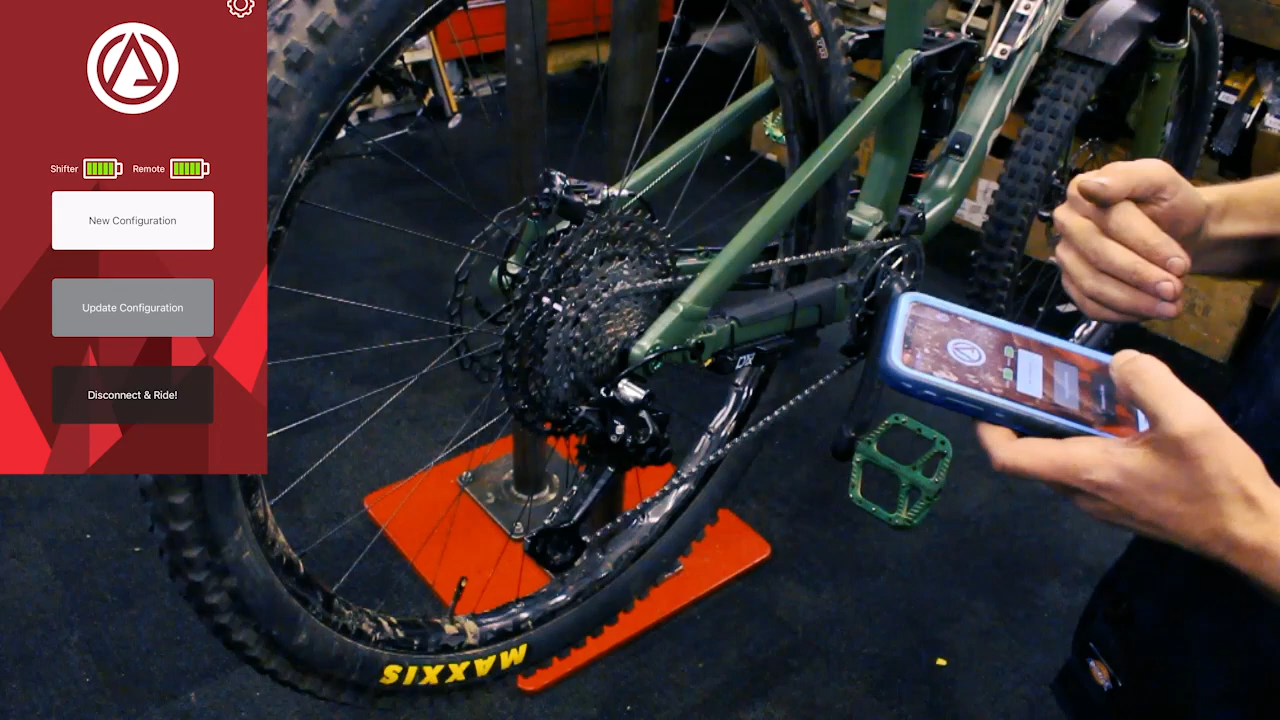 Shifter Remote
New Configuration
Update Configuration
Disconnect & Ride!
MAXXIS